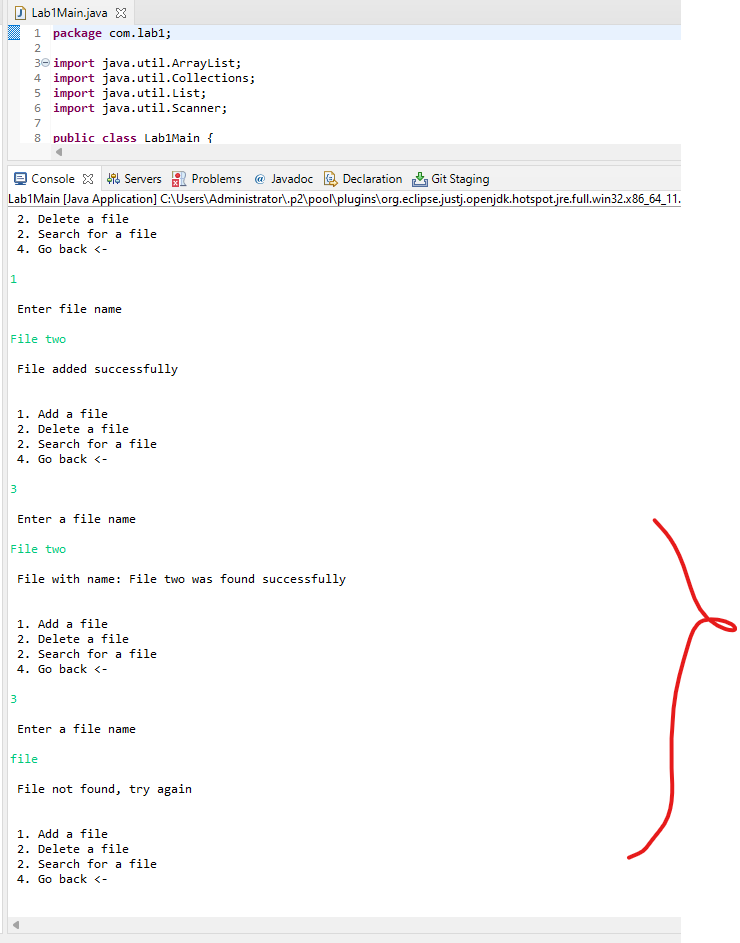 Lab1Main.java
1 package com.lab1;
2
3 import java.util.ArrayList;
4 import java.util.Collections;
5 import java.util.List;
6 import java.util.Scanner;
7
8 public class Lab1Main {
Console Servers Problems @ Javadoc Declaration Git Staging
Lab1Main [Java Application] C:\Users\Administrator\.p2\pool\plugins\org.eclipse.justj.openjdk.hotspot.jre.full.win32.x86_64_11.
2. Delete a file
2. Search for a file
4. Go back <-
1
Enter file name
File two
File added successfully
1. Add a file
2. Delete a file
2. Search for a file
4. Go back <-
3
Enter a file name
File two
File with name: File two was found successfully
1. Add a file
2. Delete a file
2. Search for a file
4. Go back <-
3
Enter a file name
file
File not found, try again
1. Add a file
2. Delete a file
2. Search for a file
4. Go back <-